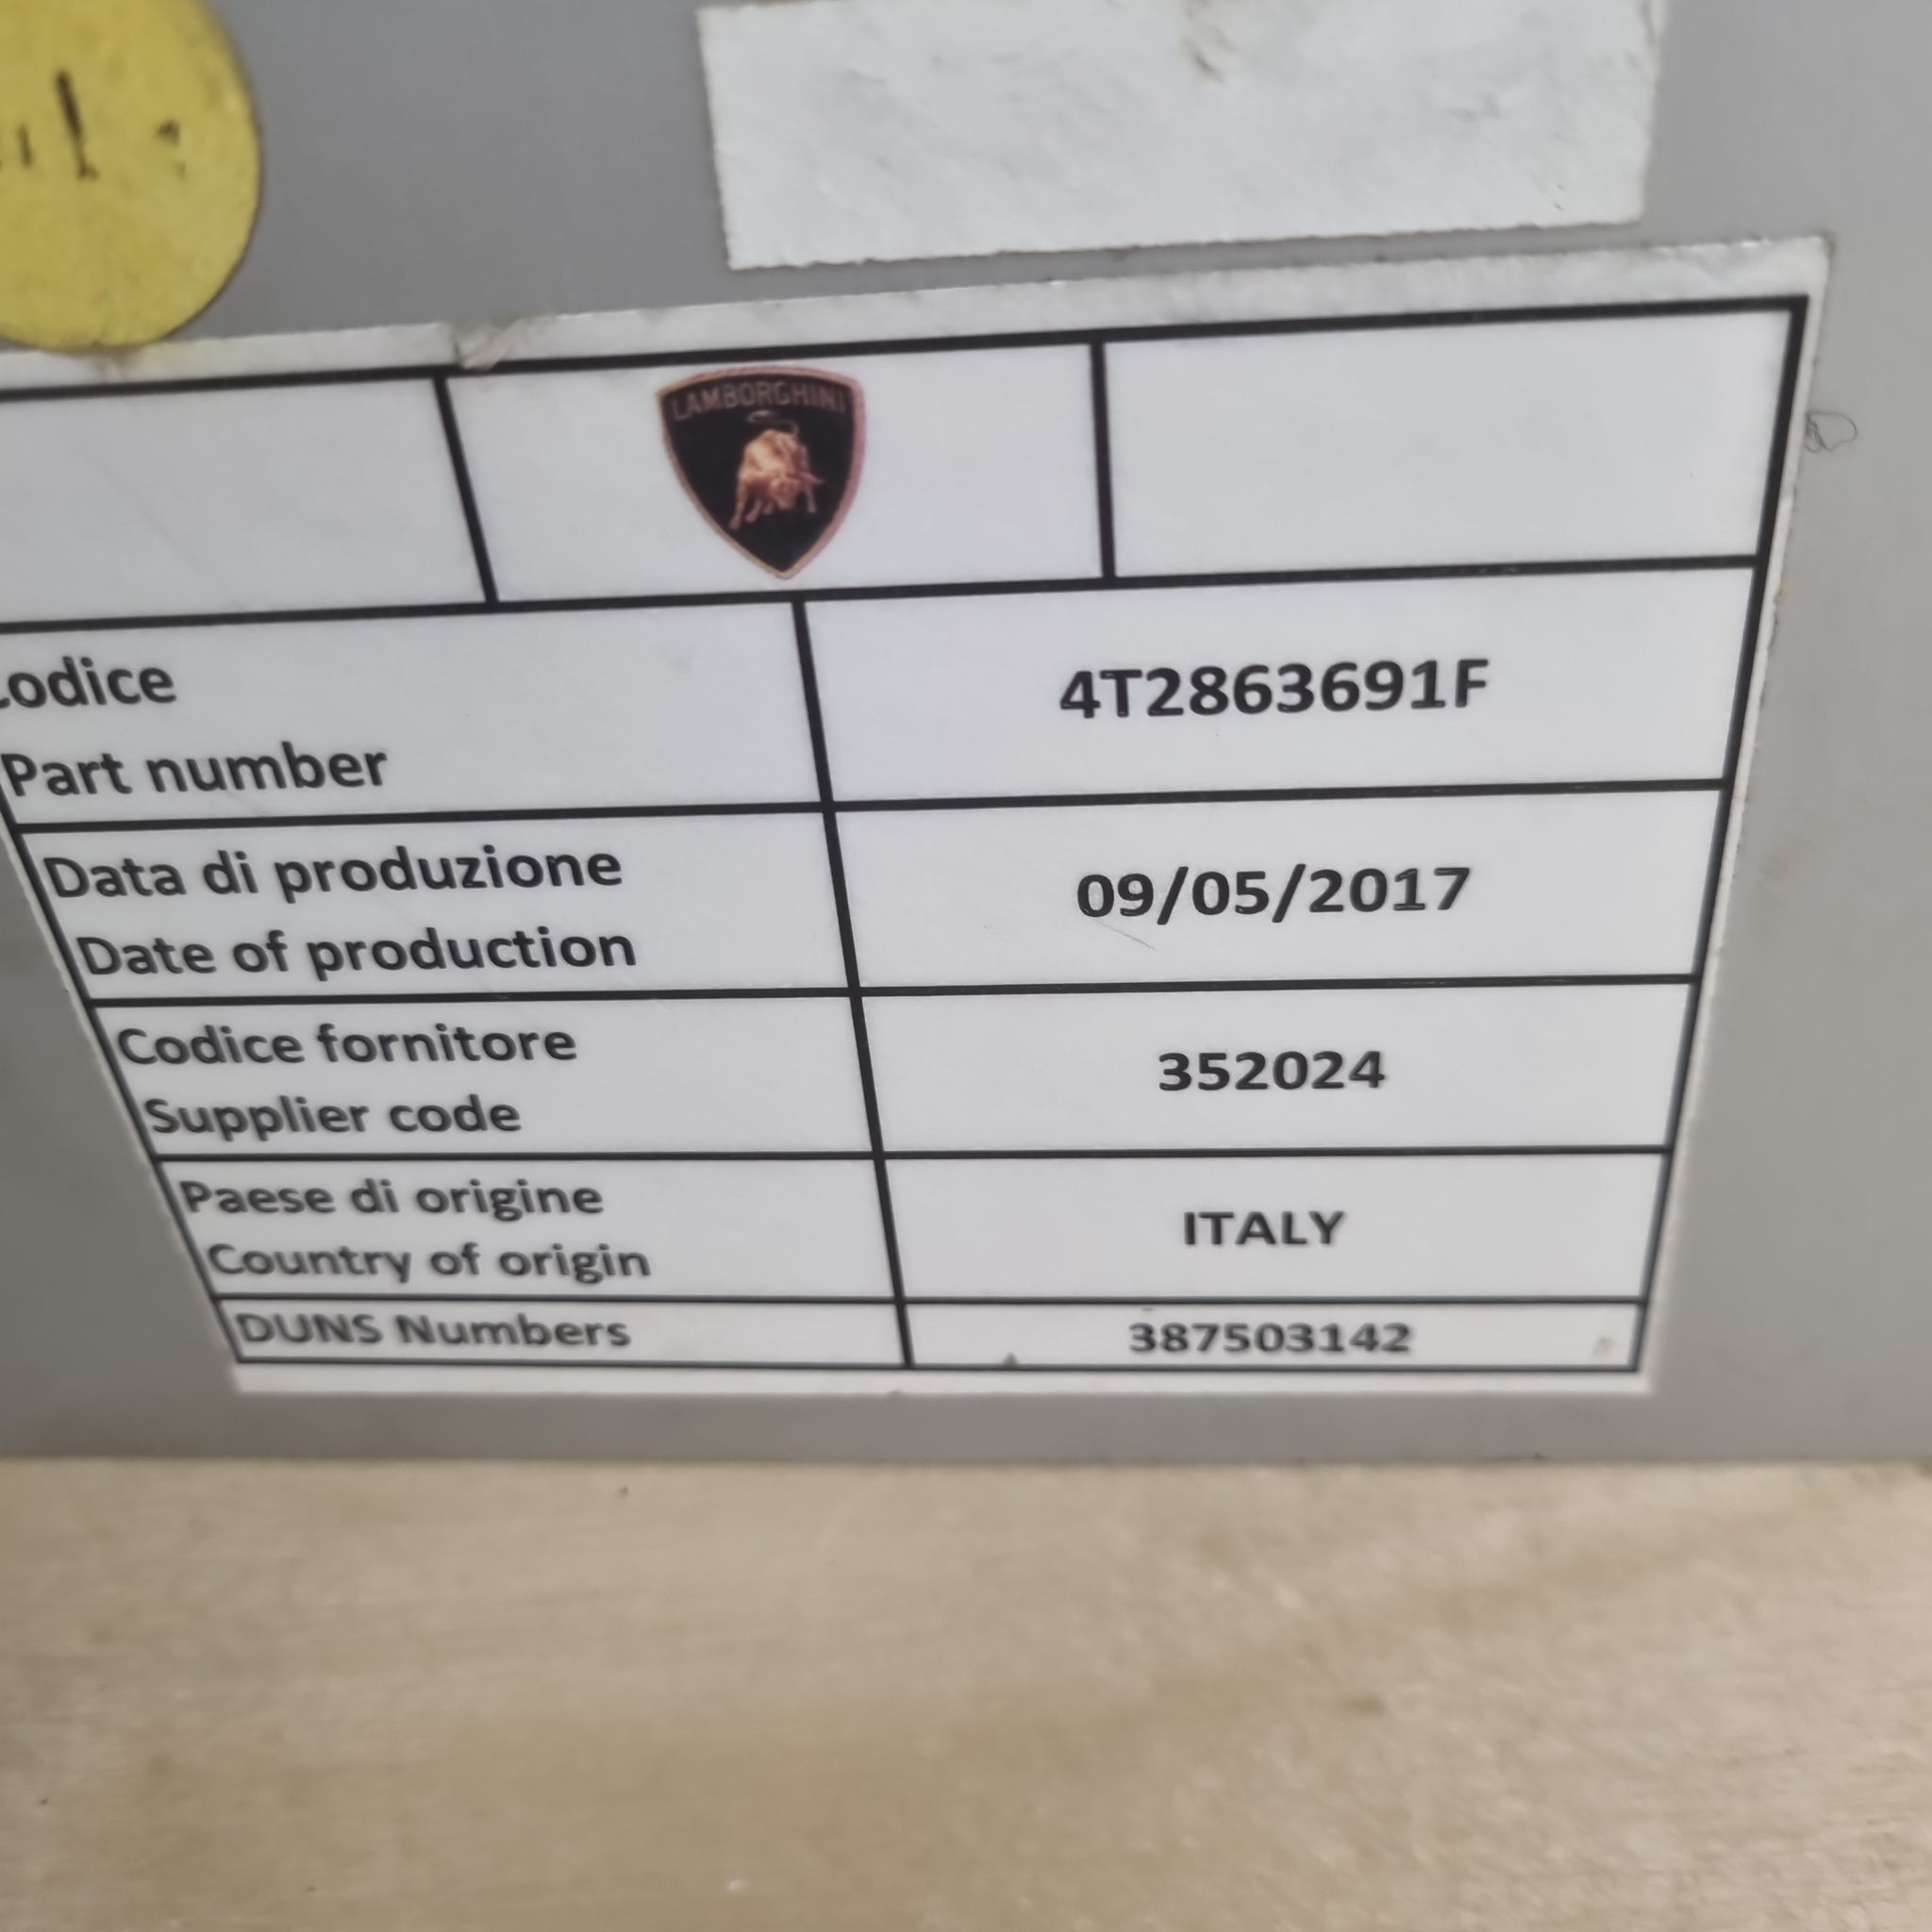 LAMBORGHINI
Codice
Part number
4T2863691F
Data di produzione
Date of production
09/05/2017
Codice fornitore
Supplier code
352024
Paese di origine
Country of origin
ITALY
DUNS Numbers
387503142